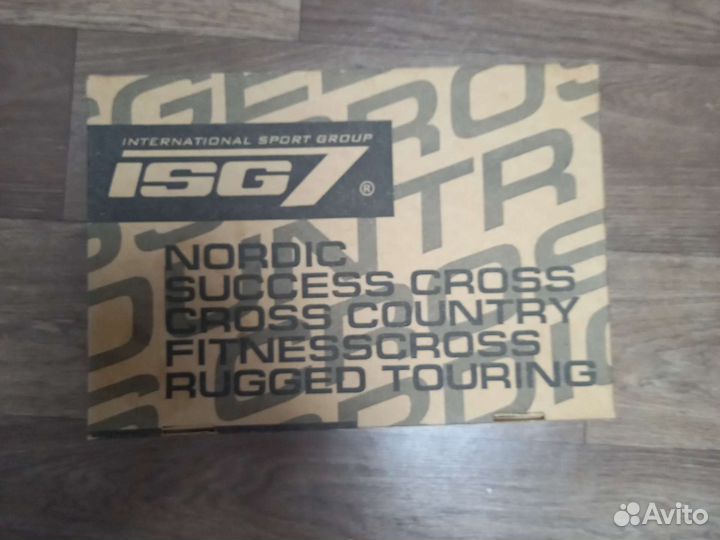 INTERNATIONAL SPORT GROUP
ISG7®
NORDIC
SUCCESS CROSS
CROSS COUNTRY
FITNESSCROSS
RUGGED TOURING
Avito